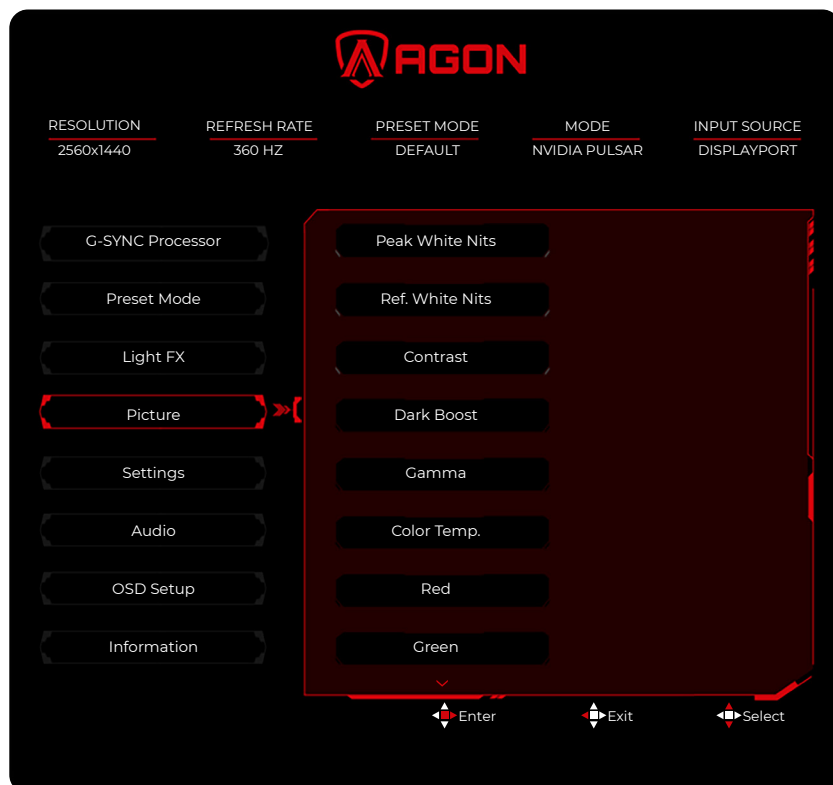 AGON
RESOLUTION REFRESH RATE PRESET MODE MODE INPUT SOURCE
2560x1440 360 HZ DEFAULT NVIDIA PULSAR DISPLAYPORT
G-SYNC Processor Peak White Nits
Preset Mode Ref. White Nits
Light FX Contrast
Picture Dark Boost
Settings Gamma
Audio Color Temp.
OSD Setup Red
Information Green
Enter Exit Select